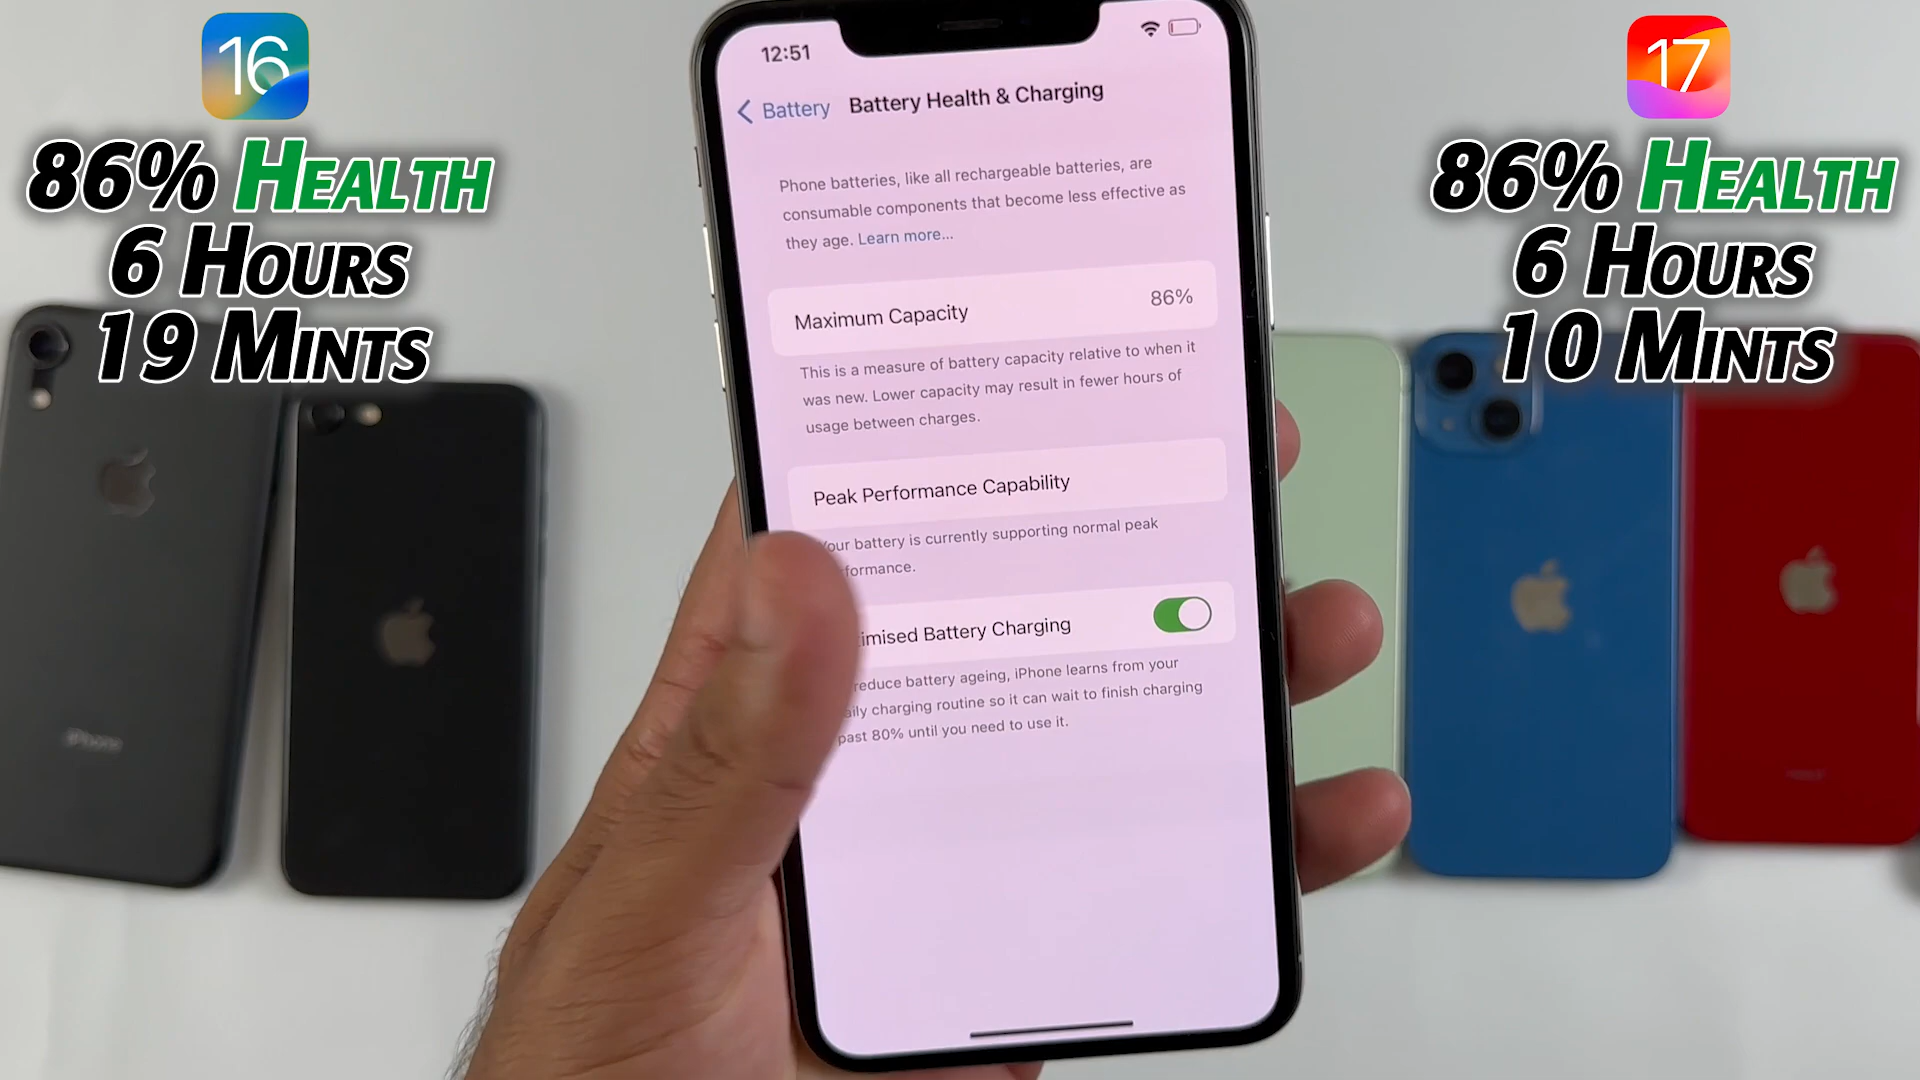 16
86% HEALTH
6 HOURS
19 MINTS
17
86% HEALTH
6 HOURS
10 MINTS
12:51
Battery
Battery Health & Charging
Phone batteries, like all rechargeable batteries, are
consumable components that become less effective as
they age. Learn more...
Maximum Capacity
86%
This is a measure of battery capacity relative to when it
was new. Lower capacity may result in fewer hours of
usage between charges.
Peak Performance Capability
Your battery is currently supporting normal peak
formance.
imised Battery Charging
reduce battery ageing, iPhone learns from your
aily charging routine so it can wait to finish charging
past 80% until you need to use it.
iPhone